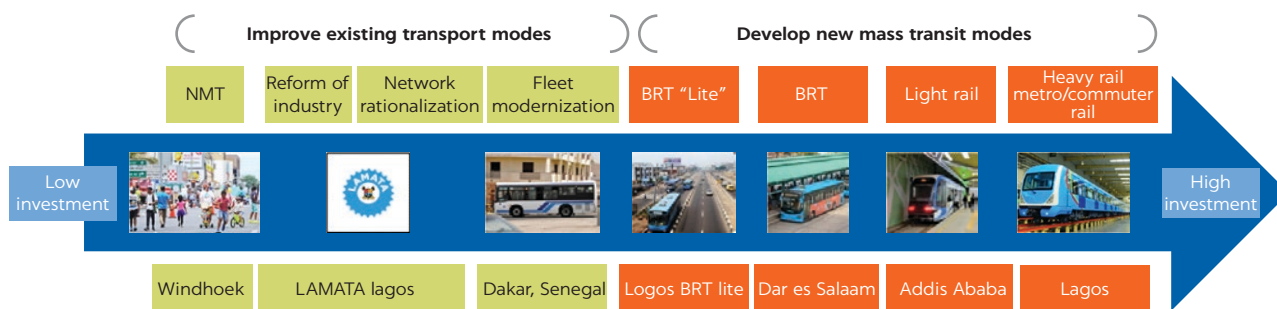 Improve existing transport modes
Develop new mass transit modes
NMT
Reform of
industry
Network
rationalization
Fleet
modernization
BRT “Lite”
BRT
Light rail
Heavy rail
metro/commuter
rail
Low
investment
LAMATA
High
investment
Windhoek
LAMATA lagos
Dakar, Senegal
Logos BRT lite
Dar es Salaam
Addis Ababa
Lagos